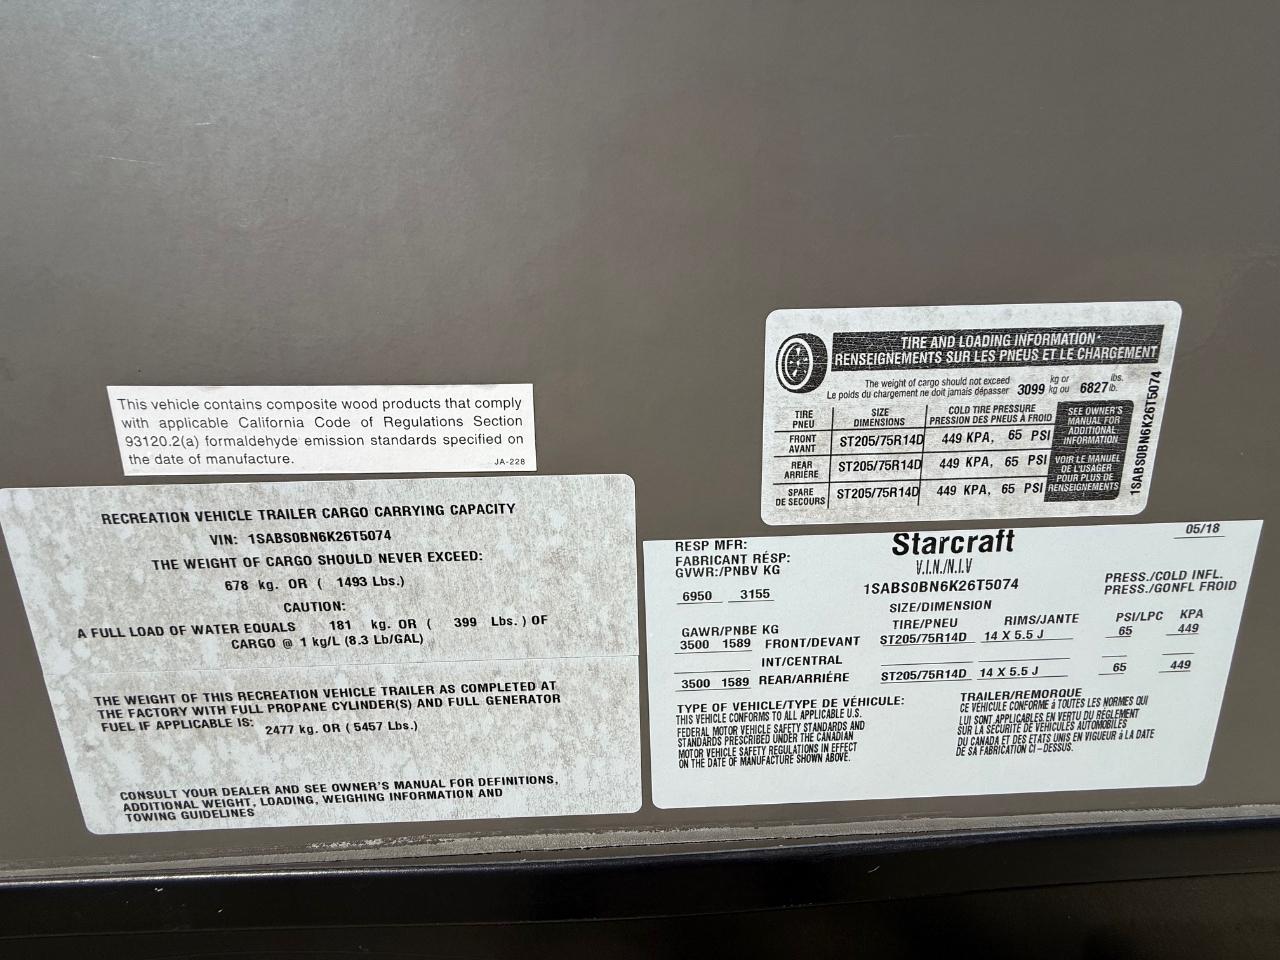 This vehicle contains composite wood products that comply
with applicable California Code of Regulations Section
93120.2(a) formaldehyde emission standards specified on
the date of manufacture.
JA-228
RECREATION VEHICLE TRAILER CARGO CARRYING CAPACITY
VIN: 1SABS0BN6K26T5074
THE WEIGHT OF CARGO SHOULD NEVER EXCEED:
678 kg. OR ( 1493 Lbs.)
CAUTION:
A FULL LOAD OF WATER EQUALS 181 kg. OR ( 399 Lbs. ) OF
CARGO @ 1 kg/L (8.3 Lb/GAL)
THE WEIGHT OF THIS RECREATION VEHICLE TRAILER AS COMPLETED AT
THE FACTORY WITH FULL PROPANE CYLINDER(S) AND FULL GENERATOR
FUEL IF APPLICABLE IS: 2477 kg. OR ( 5457 Lbs.)
CONSULT YOUR DEALER AND SEE OWNER'S MANUAL FOR DEFINITIONS,
ADDITIONAL WEIGHT, LOADING, WEIGHING INFORMATION AND
TOWING GUIDELINES
TIRE AND LOADING INFORMATION
RENSEIGNEMENTS SUR LES PNEUS ET LE CHARGEMENT
The weight of cargo should not exceed 3099 kg or 6827 lbs.
Le poids du chargement ne doit jamais dépasser kg ou lb.
TIRE PNEU SIZE DIMENSIONS COLD TIRE PRESSURE PRESSION DES PNEUS À FROID
FRONT AVANT ST205/75R14D 449 KPA, 65 PSI
REAR ARRIÈRE ST205/75R14D 449 KPA, 65 PSI
SPARE DE SECOURS ST205/75R14D 449 KPA, 65 PSI
SEE OWNER'S
MANUAL FOR
ADDITIONAL
INFORMATION
VOIR LE MANUEL
DE L'USAGER
POUR PLUS DE
RENSEIGNEMENTS
1SABS0BN6K26T5074
RESP MFR:
FABRICANT RÉSP:
GVWR:/PNBV KG
6950 3155
Starcraft
05/18
V.I.N./N.I.V
1SABS0BN6K26T5074
SIZE/DIMENSION
PRESS./COLD INFL.
PRESS./GONFL FROID
GAWR/PNBE KG TIRE/PNEU RIMS/JANTE PSI/LPC KPA
3500 1589 FRONT/DEVANT ST205/75R14D 14 X 5.5 J 65 449
INT/CENTRAL
3500 1589 REAR/ARRIÉRE ST205/75R14D 14 X 5.5 J 65 449
TYPE OF VEHICLE/TYPE DE VÉHICULE:
THIS VEHICLE CONFORMS TO ALL APPLICABLE U.S.
FEDERAL MOTOR VEHICLE SAFETY STANDARDS AND
STANDARDS PRESCRIBED UNDER THE CANADIAN
MOTOR VEHICLE SAFETY REGULATIONS IN EFFECT
ON THE DATE OF MANUFACTURE SHOWN ABOVE.
TRAILER/REMORQUE
CE VÉHICULE CONFORME á TOUTES LES NORMES QUI
LUI SONT APPLICABLES EN VERTU DU RÈGLEMENT
SUR LA SÉCURITÉ DE VÉHICULES AUTOMOBILES
DU CANADA ET DES ÉTATS UNIS EN VIGUEUR á LA DATE
DE SA FABRICATION CI-DESSUS.